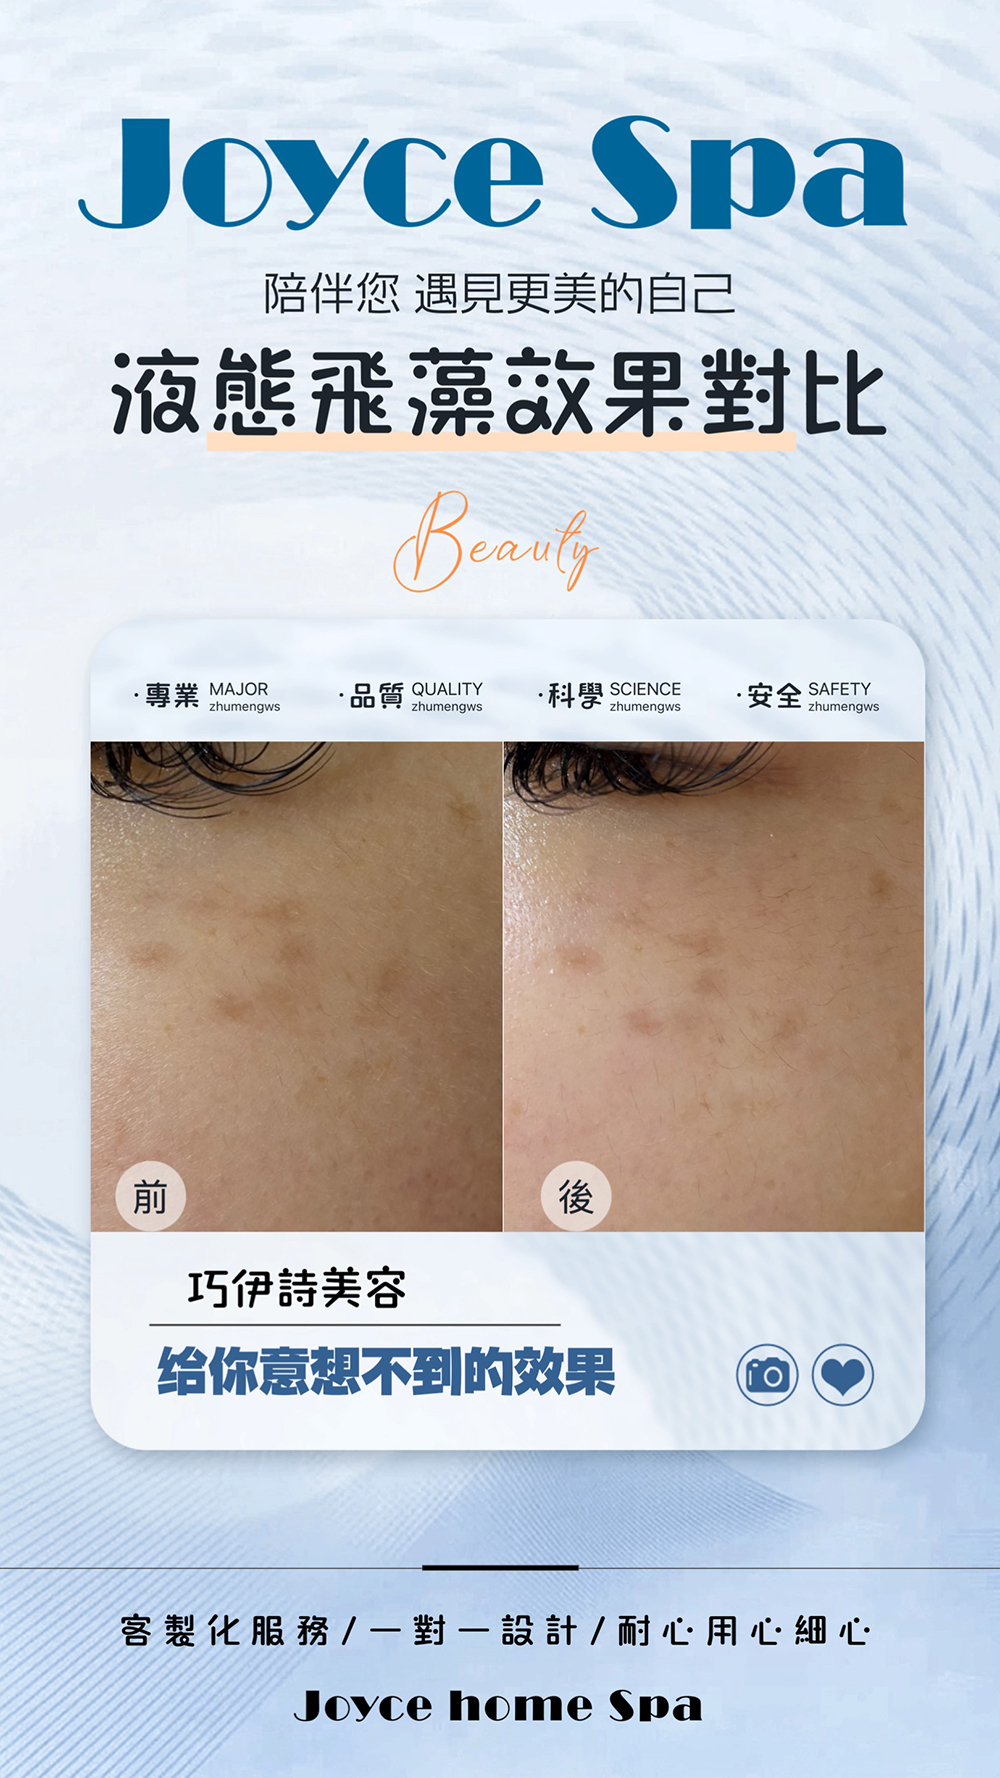 Joyce Spa
陪伴您 遇見更美的自己
液態飛藻效果對比
Beauty
·專業 MAJOR zhumengws ·品質 QUALITY zhumengws ·科學 SCIENCE zhumengws ·安全 SAFETY zhumengws
前 後
巧伊詩美容
给你意想不到的效果
客製化服務/一對一設計/耐心用心細心
Joyce home Spa